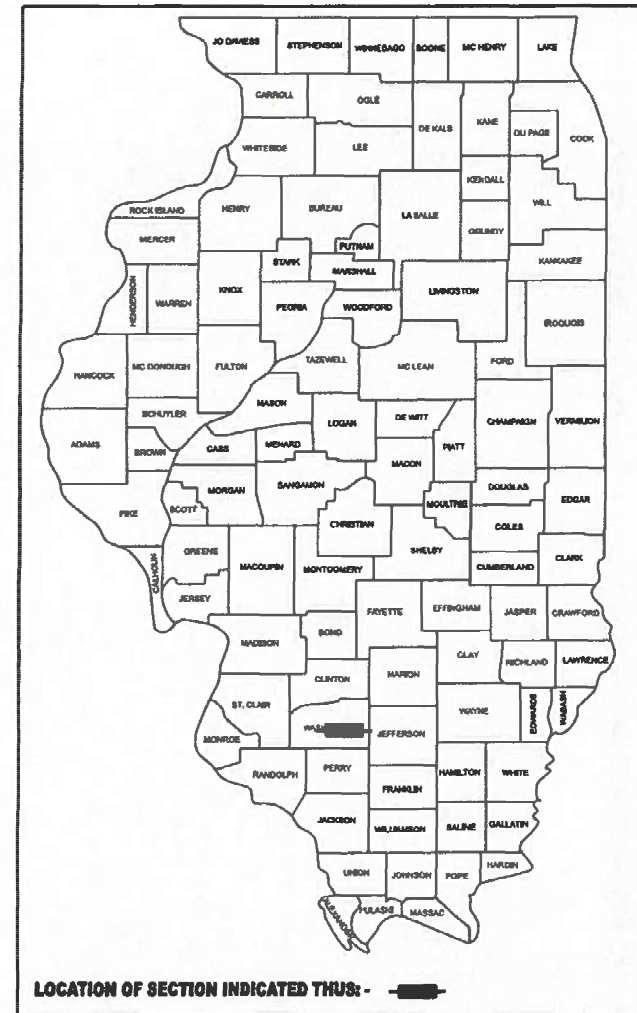 JO DAVIESS STEPHENSON WINNEBAGO BOONE MC HENRY LAKE
CARROLL OGLE DE KALB KANE DU PAGE COOK
WHITESIDE LEE KENDALL WILL
ROCK ISLAND HENRY BUREAU LA SALLE GRUNDY
MERCER PUTNAM KANKAKEE
STARK MARSHALL
HENDERSON WARREN KNOX PEORIA WOODFORD LIVINGSTON IROQUOIS
HANCOCK MC DONOUGH FULTON TAZEWELL MC LEAN FORD
SCHUYLER MASON LOGAN DE WITT CHAMPAIGN VERMILION
ADAMS BROWN CASS MENARD MACON PIATT
MORGAN SANGAMON DOUGLAS EDGAR
PIKE SCOTT CHRISTIAN MOULTRIE COLES
CALHOUN GREENE MACOUPIN MONTGOMERY SHELBY CUMBERLAND CLARK
JERSEY FAYETTE EFFINGHAM JASPER CRAWFORD
MADISON BOND CLAY RICHLAND LAWRENCE
CLINTON MARION
ST. CLAIR WAYNE EDWARDS WABASH
MONROE WAS JEFFERSON
RANDOLPH PERRY HAMILTON WHITE
FRANKLIN
JACKSON WILLIAMSON SALINE GALLATIN
UNION JOHNSON POPE HARDIN
ALEXANDER PULASKI MASSAC
LOCATION OF SECTION INDICATED THUS: -